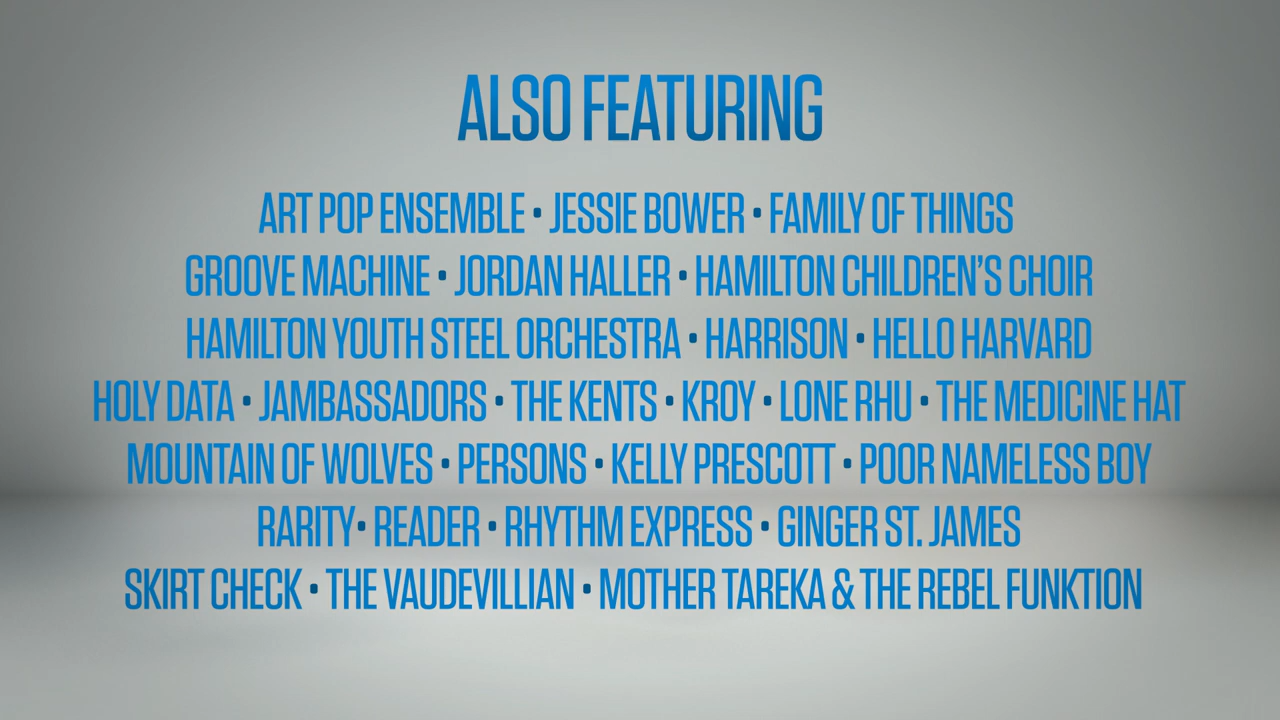 ALSO FEATURING
ART POP ENSEMBLE • JESSIE BOWER • FAMILY OF THINGS
GROOVE MACHINE • JORDAN HALLER • HAMILTON CHILDREN’S CHOIR
HAMILTON YOUTH STEEL ORCHESTRA • HARRISON • HELLO HARVARD
HOLY DATA • JAMBASSADORS • THE KENTS • KROY • LONE RHU • THE MEDICINE HAT
MOUNTAIN OF WOLVES • PERSONS • KELLY PRESCOTT • POOR NAMELESS BOY
RARITY• READER • RHYTHM EXPRESS • GINGER ST. JAMES
SKIRT CHECK • THE VAUDEVILLIAN • MOTHER TAREKA & THE REBEL FUNKTION